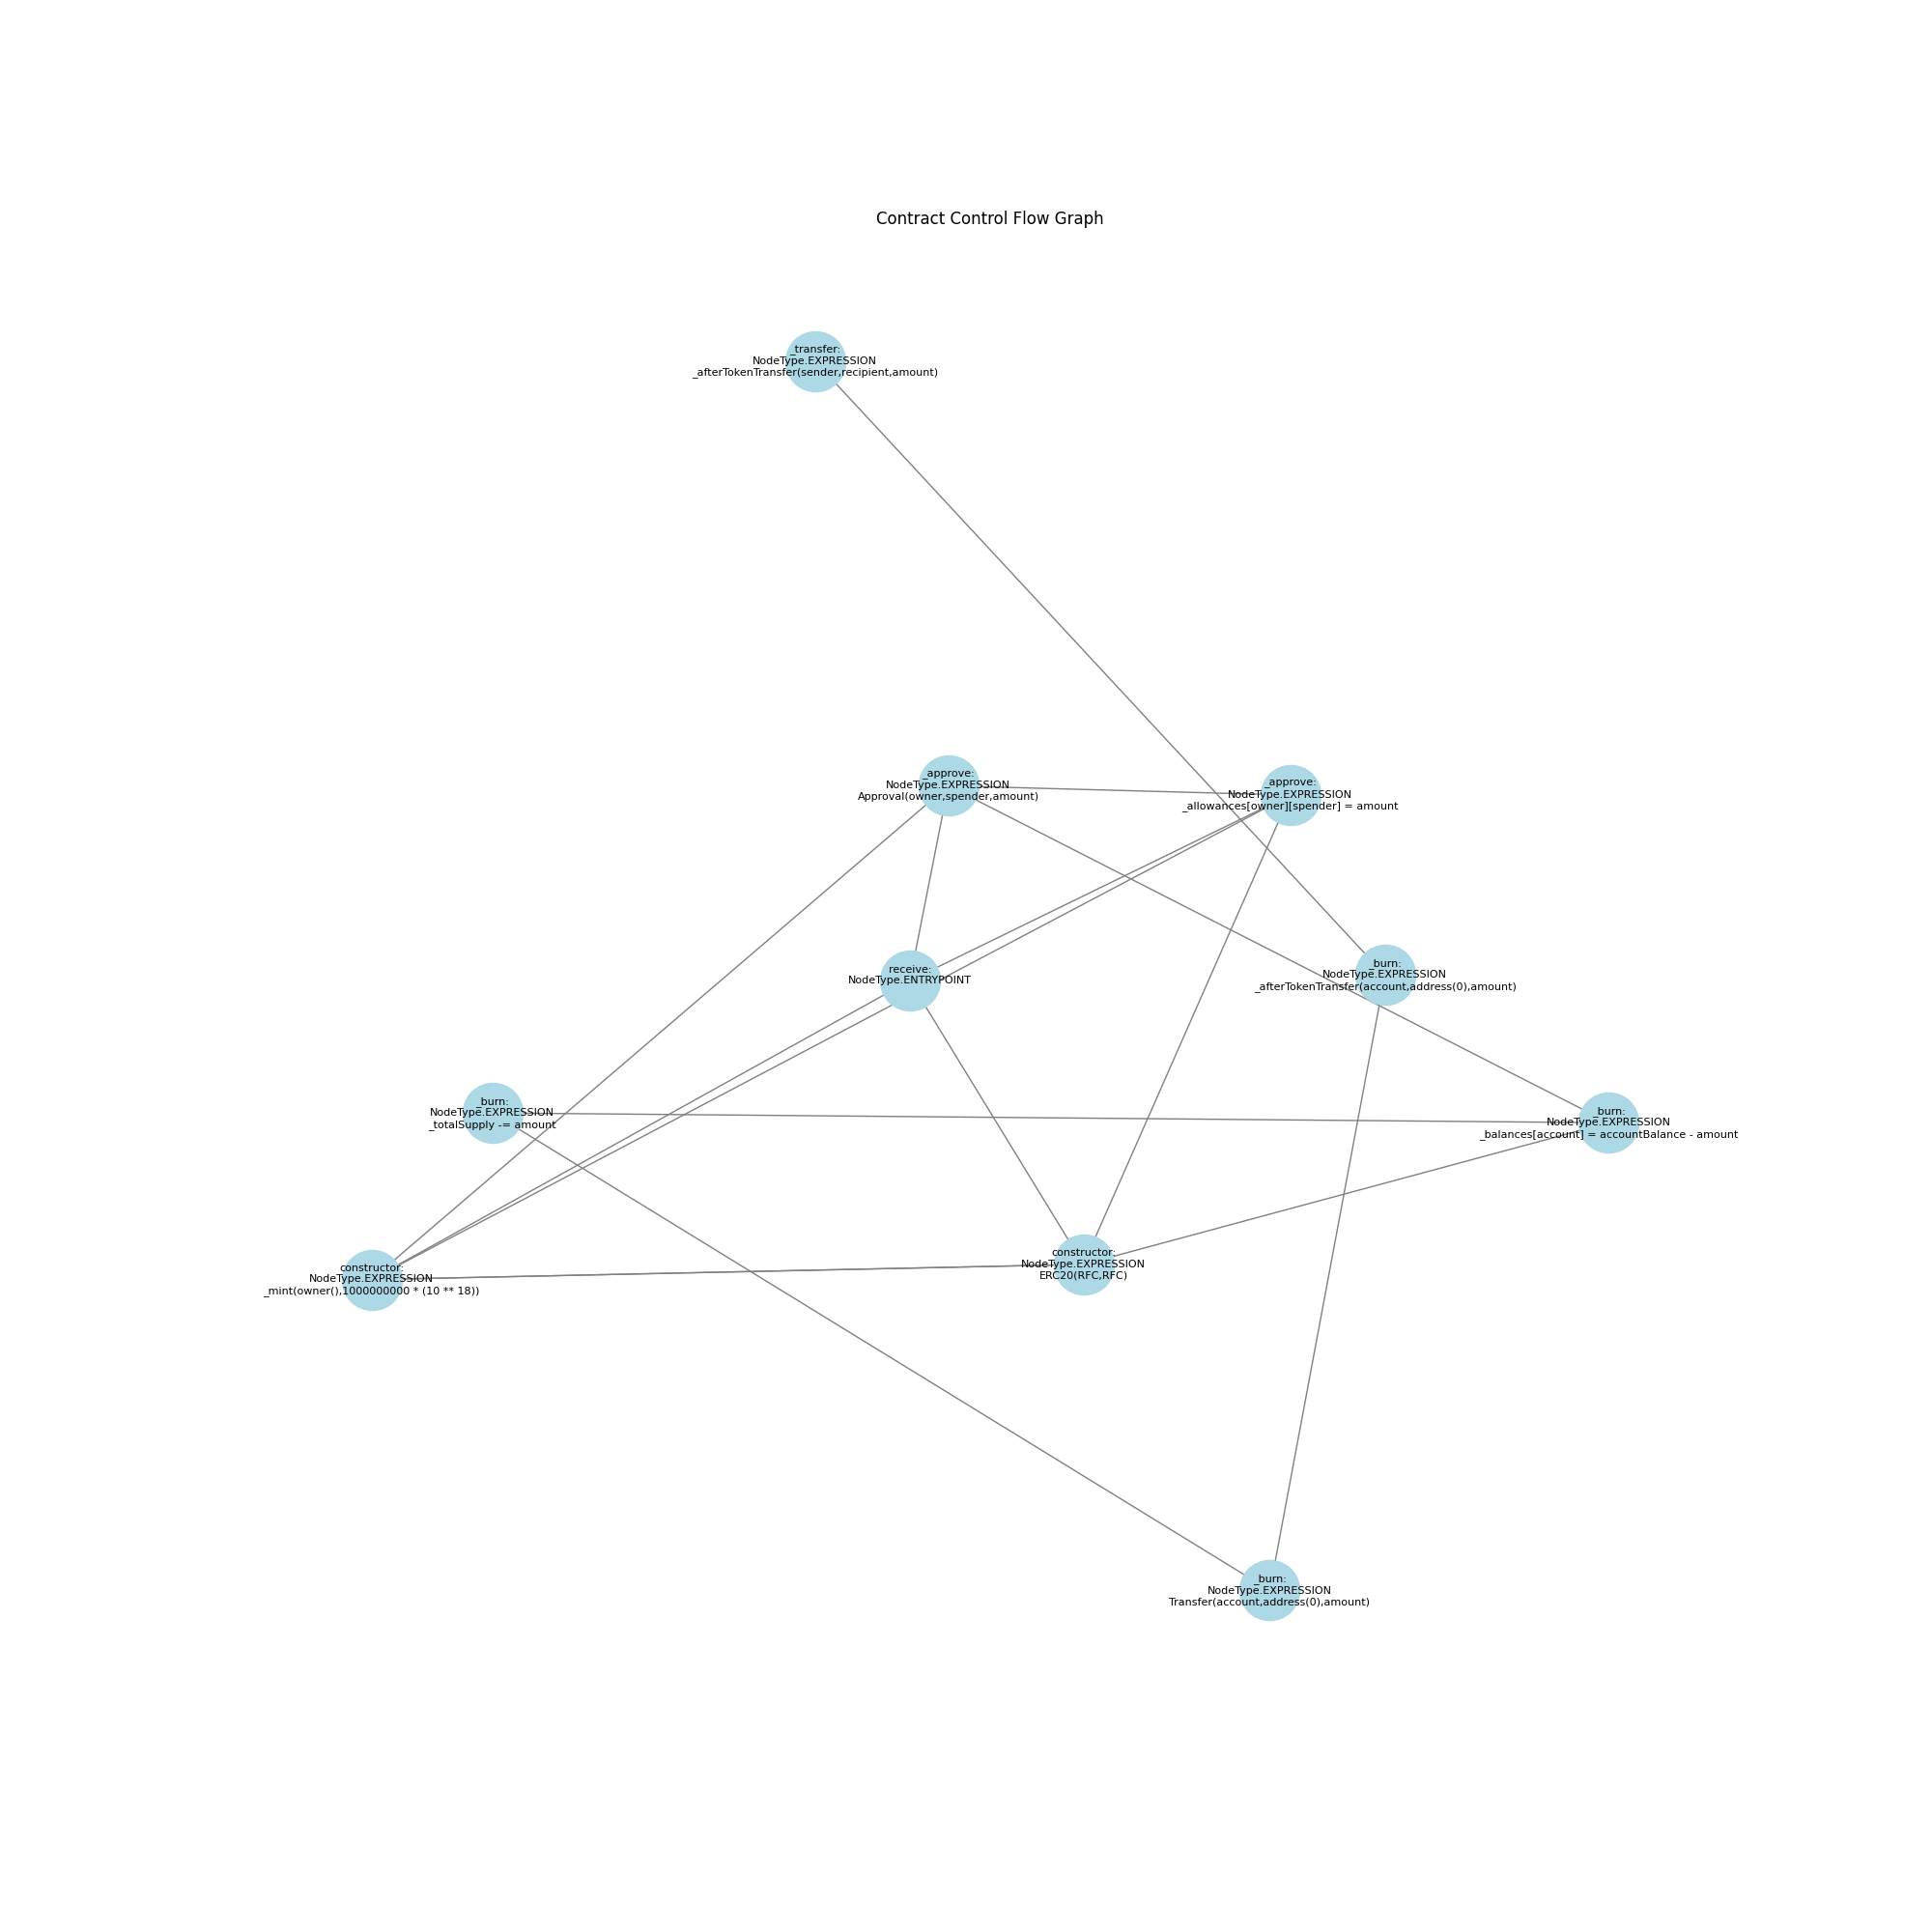 Contract Control Flow Graph
_transfer:
NodeType.EXPRESSION
_afterTokenTransfer(sender,recipient,amount)
_approve:
NodeType.EXPRESSION
Approval(owner,spender,amount)
_approve:
NodeType.EXPRESSION
_allowances[owner][spender] = amount
receive:
NodeType.ENTRYPOINT
_burn:
NodeType.EXPRESSION
_afterTokenTransfer(account,address(0),amount)
_burn:
NodeType.EXPRESSION
_totalSupply -= amount
_burn:
NodeType.EXPRESSION
_balances[account] = accountBalance - amount
constructor:
NodeType.EXPRESSION
_mint(owner(),1000000000 * (10 ** 18))
constructor:
NodeType.EXPRESSION
ERC20(RFC,RFC)
_burn:
NodeType.EXPRESSION
Transfer(account,address(0),amount)